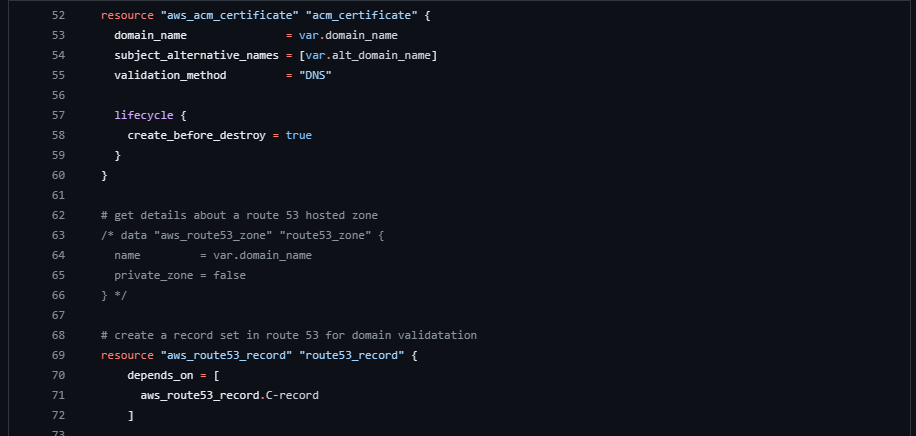 52 resource "aws_acm_certificate" "acm_certificate" {
53 domain_name = var.domain_name
54 subject_alternative_names = [var.alt_domain_name]
55 validation_method = "DNS"
56
57 lifecycle {
58 create_before_destroy = true
59 }
60 }
61
62 # get details about a route 53 hosted zone
63 /* data "aws_route53_zone" "route53_zone" {
64 name = var.domain_name
65 private_zone = false
66 } */
67
68 # create a record set in route 53 for domain validatation
69 resource "aws_route53_record" "route53_record" {
70 depends_on = [
71 aws_route53_record.C-record
72 ]
73